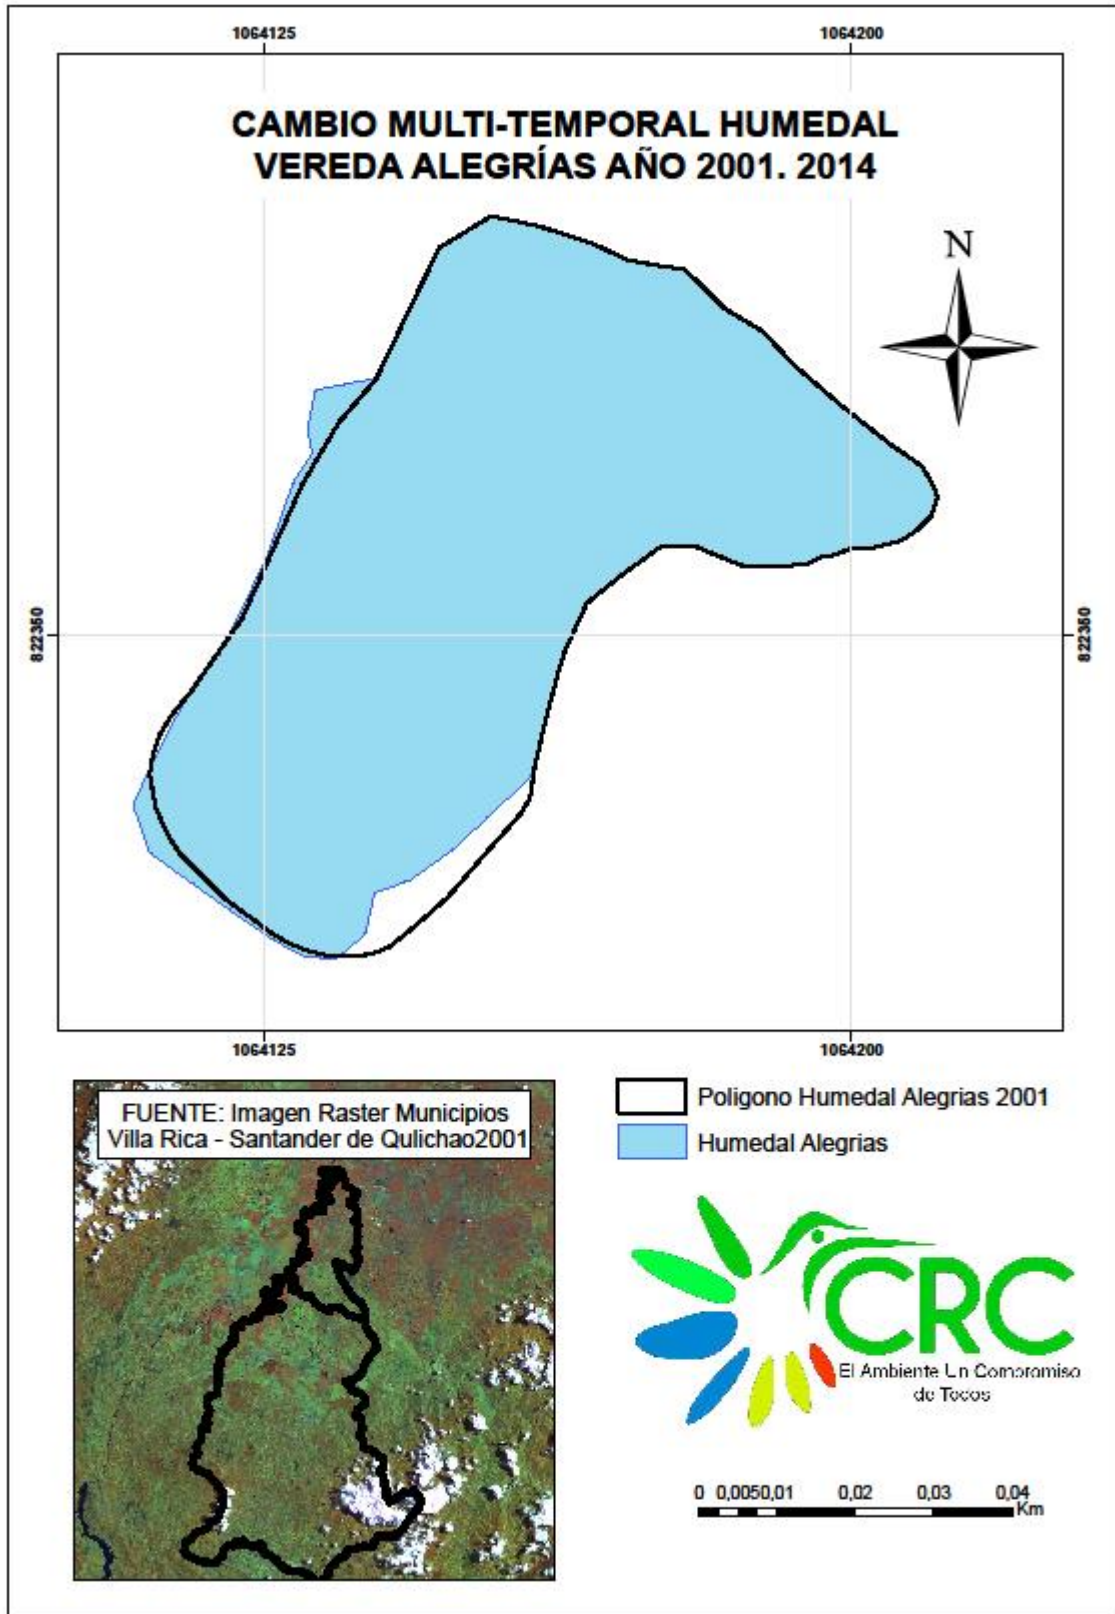 1064125 1064200
CAMBIO MULTI-TEMPORAL HUMEDAL
VEREDA ALEGRÍAS AÑO 2001. 2014
N
822350 822350
1064125 1064200
FUENTE: Imagen Raster Municipios
Villa Rica - Santander de Qulichao2001
Poligono Humedal Alegrias 2001
Humedal Alegrias
CRC
El Ambiente Un Compromiso
de Todos
0 0,0050,01 0,02 0,03 0,04
Km